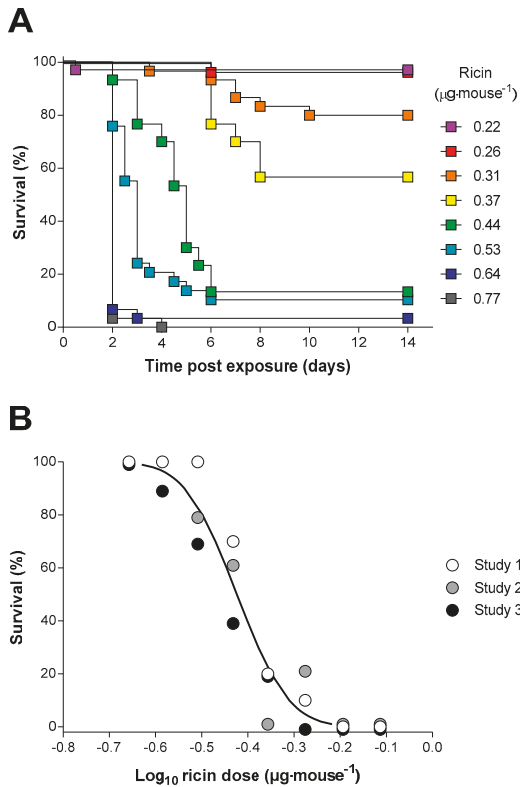 A
Ricin
(µg·mouse⁻¹)
0.22
0.26
0.31
0.37
0.44
0.53
0.64
0.77
Survival (%)
100
80
60
40
20
0
0 2 4 6 8 10 12 14
Time post exposure (days)
B
Survival (%)
100
80
60
40
20
0
Study 1
Study 2
Study 3
-0.8 -0.7 -0.6 -0.5 -0.4 -0.3 -0.2 -0.1 0.0
Log₁₀ ricin dose (µg·mouse⁻¹)